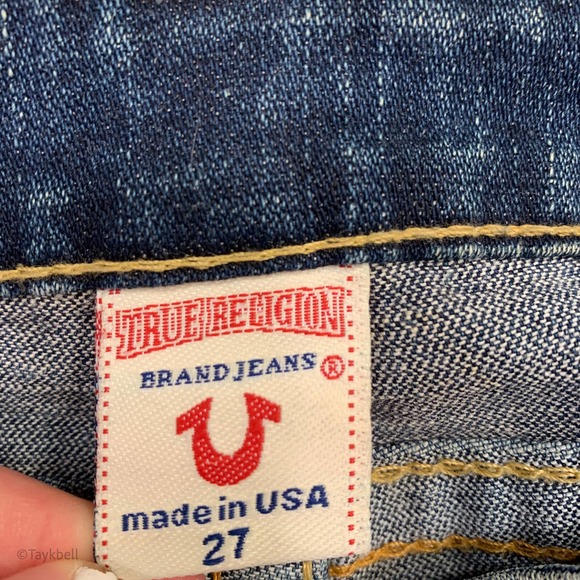 TRUE RELIGION
BRAND JEANS ®
made in USA
27
©Taykbell